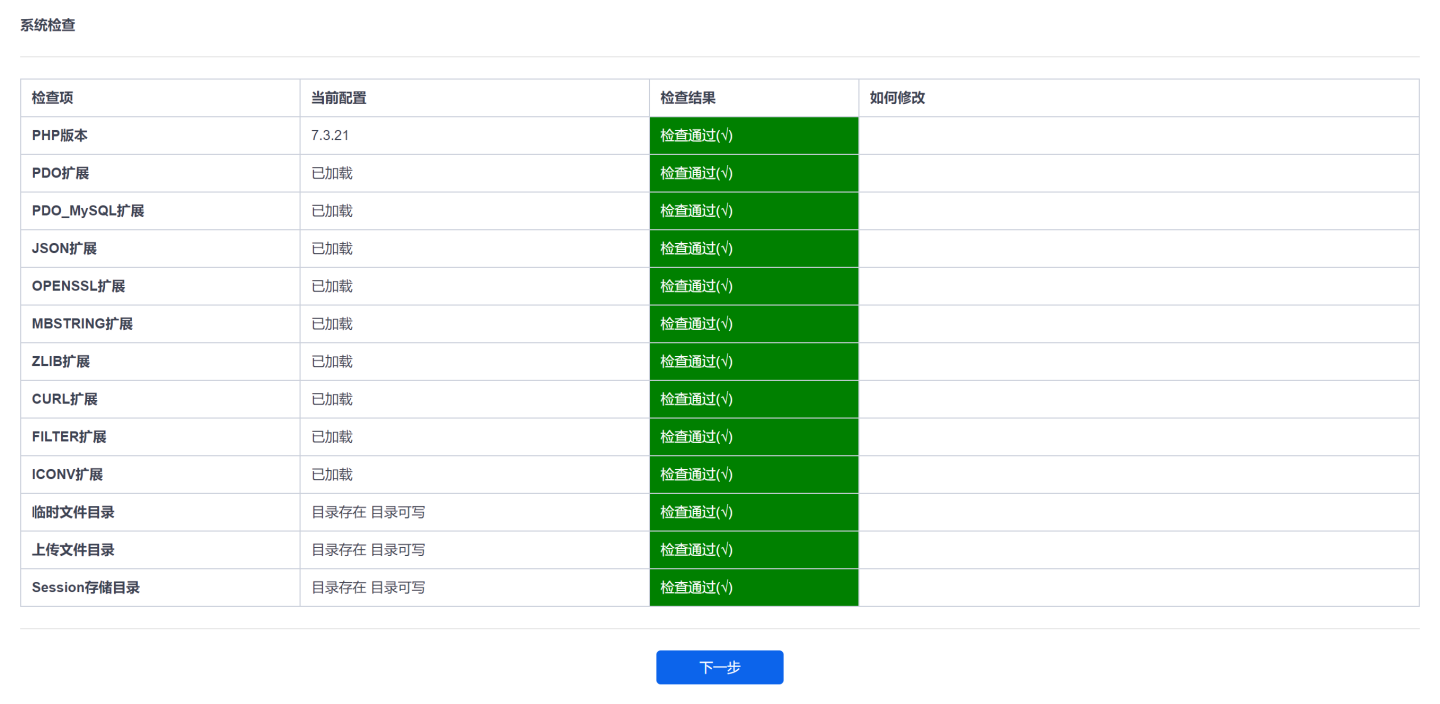 系统检查
检查项 当前配置 检查结果 如何修改
PHP版本 7.3.21 检查通过(√)
PDO扩展 已加载 检查通过(√)
PDO_MySQL扩展 已加载 检查通过(√)
JSON扩展 已加载 检查通过(√)
OPENSSL扩展 已加载 检查通过(√)
MBSTRING扩展 已加载 检查通过(√)
ZLIB扩展 已加载 检查通过(√)
CURL扩展 已加载 检查通过(√)
FILTER扩展 已加载 检查通过(√)
ICONV扩展 已加载 检查通过(√)
临时文件目录 目录存在 目录可写 检查通过(√)
上传文件目录 目录存在 目录可写 检查通过(√)
Session存储目录 目录存在 目录可写 检查通过(√)
下一步